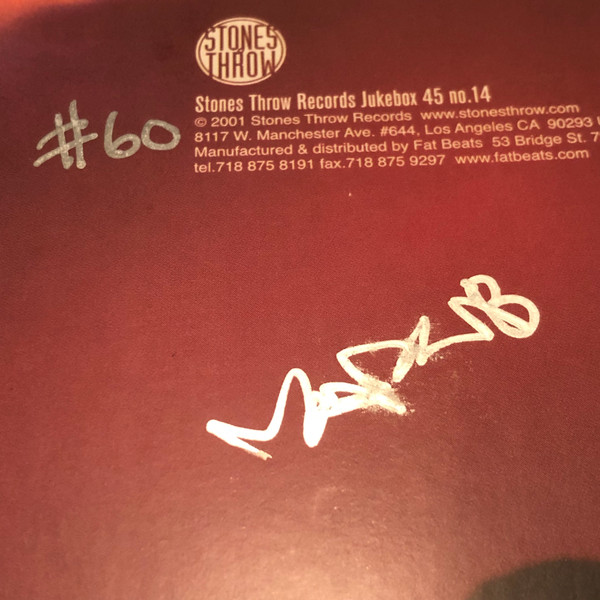 STONES
THROW
#60
Stones Throw Records Jukebox 45 no.14
© 2001 Stones Throw Records www.stonesthrow.com
8117 W. Manchester Ave. #644, Los Angeles CA 90293
Manufactured & distributed by Fat Beats 53 Bridge St. 7
tel.718 875 8191 fax.718 875 9297 www.fatbeats.com